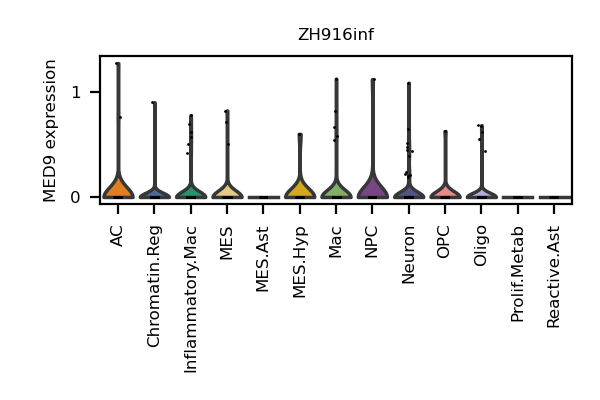 ZH916inf
MED9 expression
1
0
AC
Chromatin.Reg
Inflammatory.Mac
MES
MES.Ast
MES.Hyp
Mac
NPC
Neuron
OPC
Oligo
Prolif.Metab
Reactive.Ast